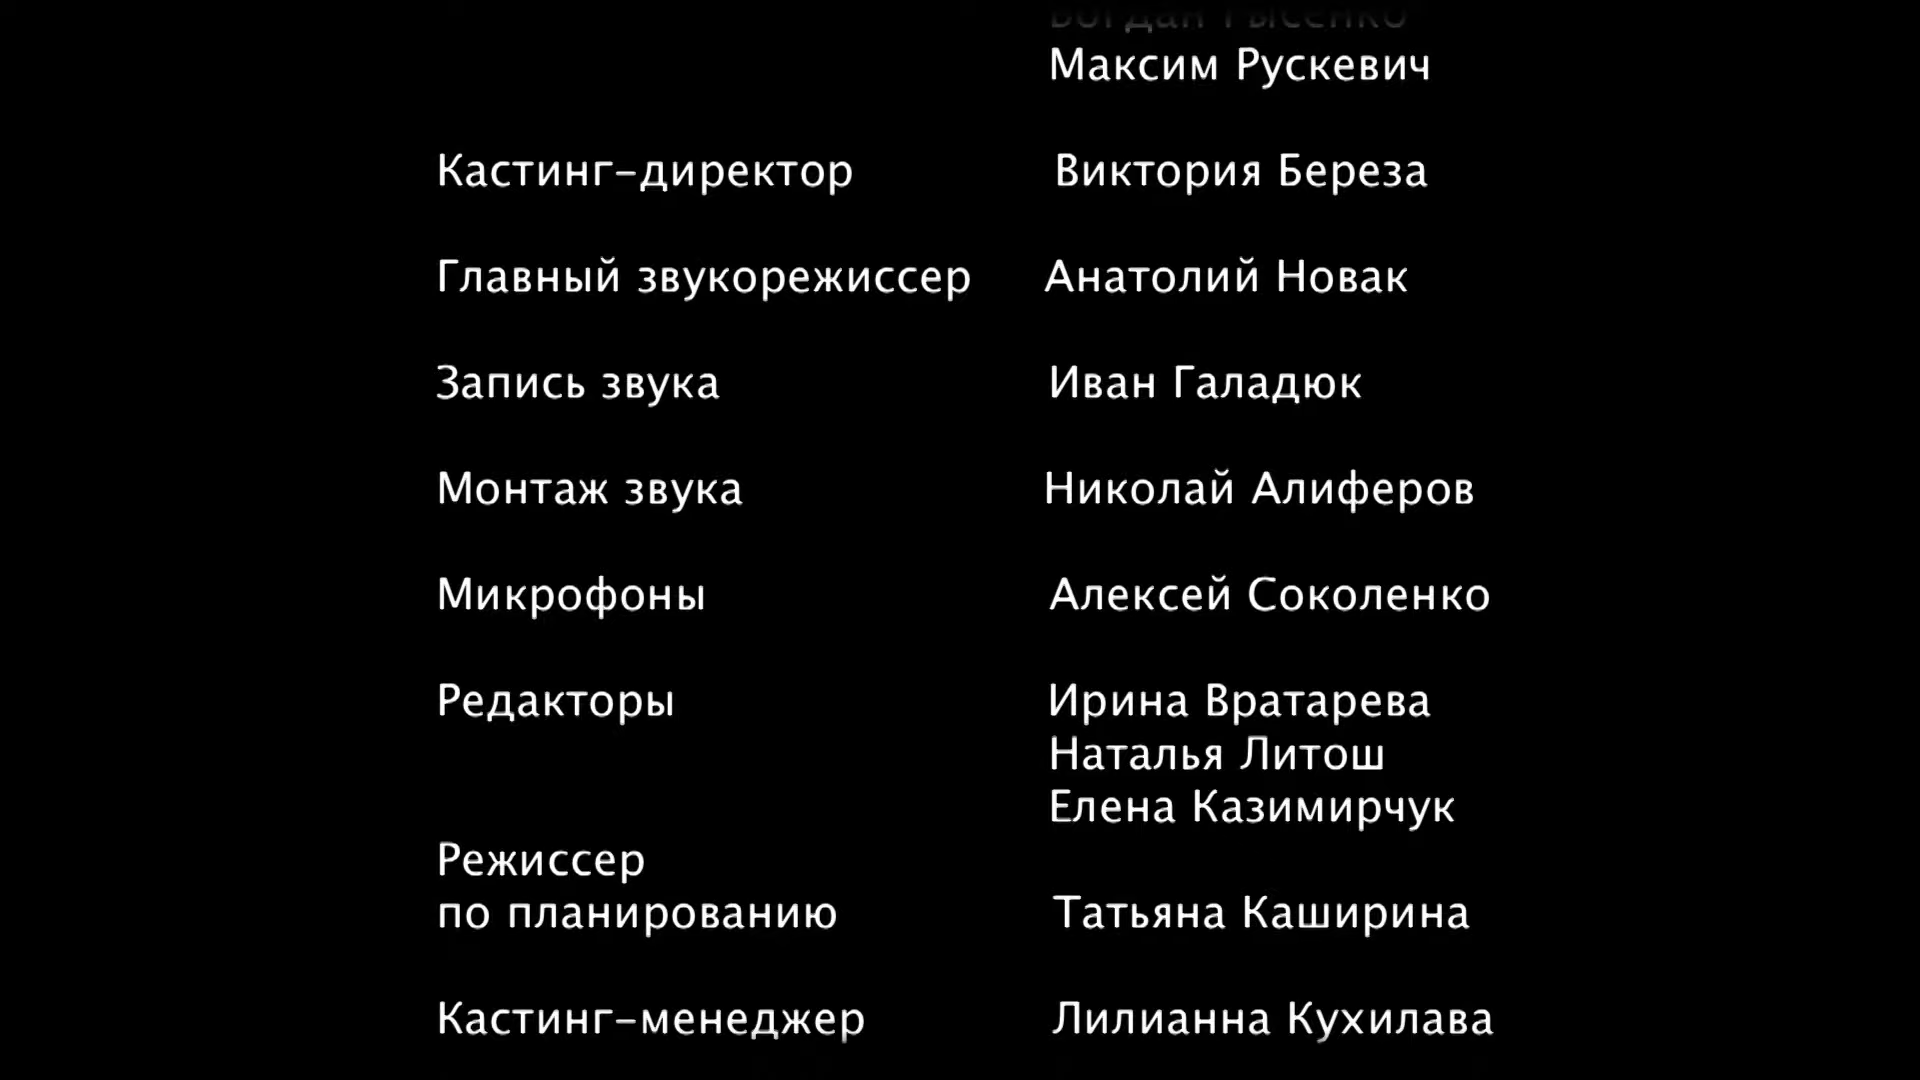 Максим Рускевич
Кастинг-директор Виктория Береза
Главный звукорежиссер Анатолий Новак
Запись звука Иван Галадюк
Монтаж звука Николай Алиферов
Микрофоны Алексей Соколенко
Редакторы Ирина Вратарева
Наталья Литош
Елена Казимирчук
Режиссер
по планированию Татьяна Каширина
Кастинг-менеджер Лилианна Кухилава